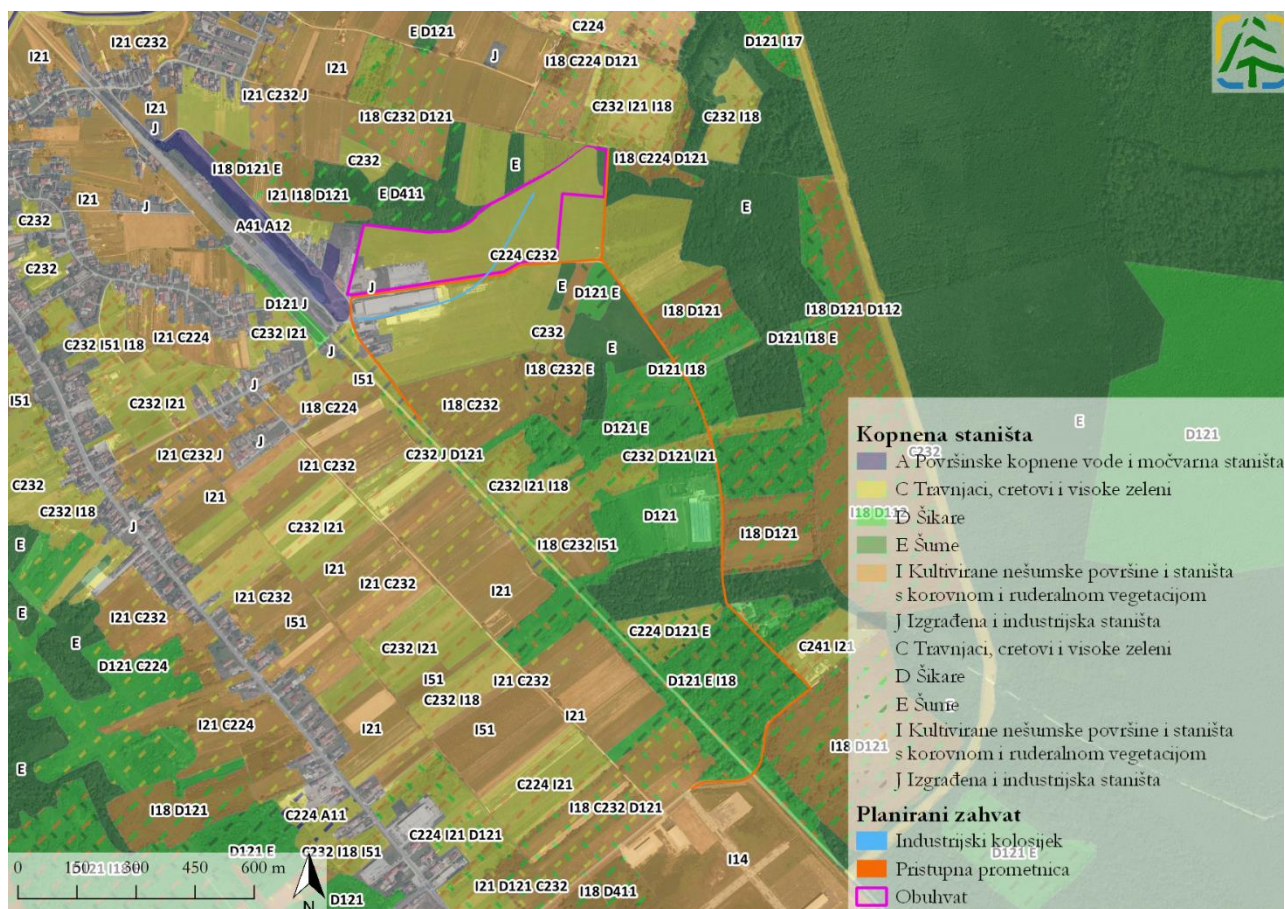 C224
E D121
D121 I17
I21 C232
I21
J
I21
I18 C224 D121
I21 C232 J
C232 I21 I18
C232 I18
I21
J
I18 C232 D121
C232
I18 C224 D121
E
I18 D121 E
I21 I18 D121
E D411
I21
J
E
C232
A41 A12
C224 C232
C232
J
E
D121 E
D121 J
I18 D121
I18 D121 D112
C232 I21
C232
I21 C224
D121 I18 E
C232 I51 I18
J
E
I18 C232 E
D121 I18
I51
J
I51
C232 I21
I18 C224
I18 C232
D121 E
J
I21 C232 J
C232 J D121
C232 D121 I21
I21 C232
C232
I21
C232 I21 I18
C232 I18
J
C232 I21
D121
I18 D121
E
I18 C232 I51
I21
I21 C232
I21
I21 C232
I51
I21 C232
C224 D121 E
E
C232 I21
C241 I21
D121 C224
I51
I21 C232
D121 E I18
C232 I18
I21 C224
I21
I51
I21
E
I18 D121
C224 I21
I18 D121
C224 A11
I18 C232 D121
C224 I21 D121
D121 E
C232 I18 I51
I14
D121 I18
I21 D121 C232
I18 D411
D121
Kopnena staništa
E
D121
C232
A Površinske kopnene vode i močvarna staništa
C Travnjaci, cretovi i visoke zeleni
I18 D112
D Šikare
E Šume
I Kultivirane nešumske površine i staništa
s korovnom i ruderalnom vegetacijom
J Izgrađena i industrijska staništa
C Travnjaci, cretovi i visoke zeleni
D Šikare
E Šume
I Kultivirane nešumske površine i staništa
s korovnom i ruderalnom vegetacijom
J Izgrađena i industrijska staništa
Planirani zahvat
Industrijski kolosijek
Pristupna prometnica
D121 E
Obuhvat
0 150 300 450 600 m
N